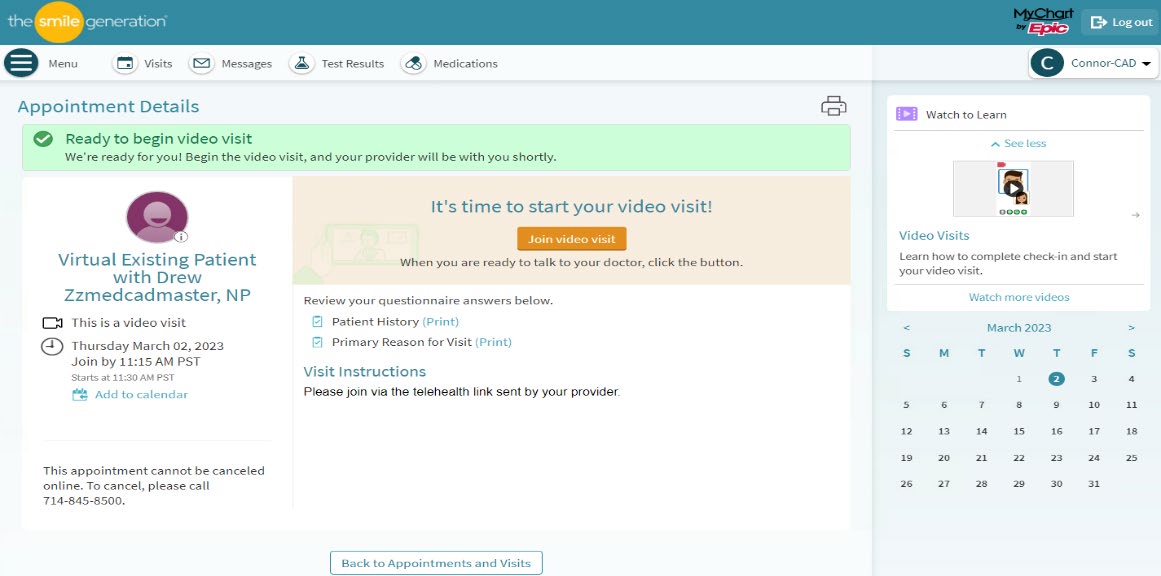 the smile generation®
MyChart
by Epic
Log out
Menu
Visits
Messages
Test Results
Medications
C
Connor-CAD
Appointment Details
Ready to begin video visit
We're ready for you! Begin the video visit, and your provider will be with you shortly.
Virtual Existing Patient
with Drew
Zzmedcadmaster, NP
This is a video visit
Thursday March 02, 2023
Join by 11:15 AM PST
Starts at 11:30 AM PST
Add to calendar
This appointment cannot be canceled
online. To cancel, please call
714-845-8500.
It's time to start your video visit!
Join video visit
When you are ready to talk to your doctor, click the button.
Review your questionnaire answers below.
Patient History (Print)
Primary Reason for Visit (Print)
Visit Instructions
Please join via the telehealth link sent by your provider.
Back to Appointments and Visits
Watch to Learn
See less
Video Visits
Learn how to complete check-in and start
your video visit.
Watch more videos
< March 2023 >
S M T W T F S
1 2 3 4
5 6 7 8 9 10 11
12 13 14 15 16 17 18
19 20 21 22 23 24 25
26 27 28 29 30 31